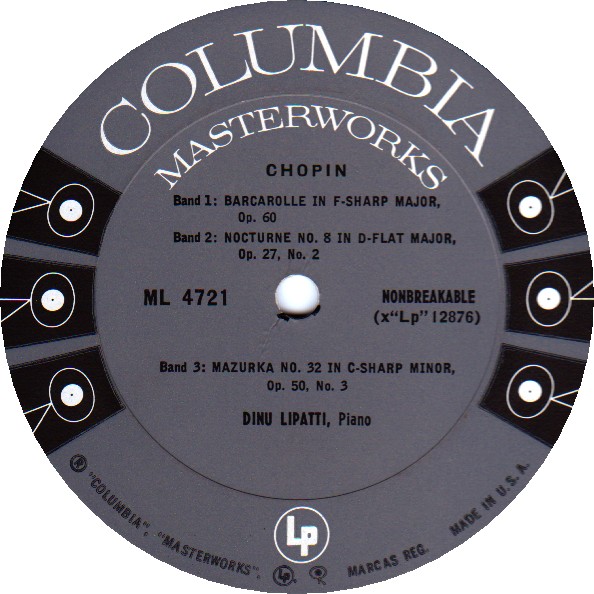 COLUMBIA
MASTERWORKS
CHOPIN
Band 1: BARCAROLLE IN F-SHARP MAJOR,
Op. 60
Band 2: NOCTURNE NO. 8 IN D-FLAT MAJOR,
Op. 27, No. 2
ML 4721
NONBREAKABLE
(x“Lp”12876)
Band 3: MAZURKA NO. 32 IN C-SHARP MINOR,
Op. 50, No. 3
DINU LIPATTI, Piano
Lp
® “COLUMBIA”, “MASTERWORKS”, Lp, MARCAS REG. MADE IN U.S.A.